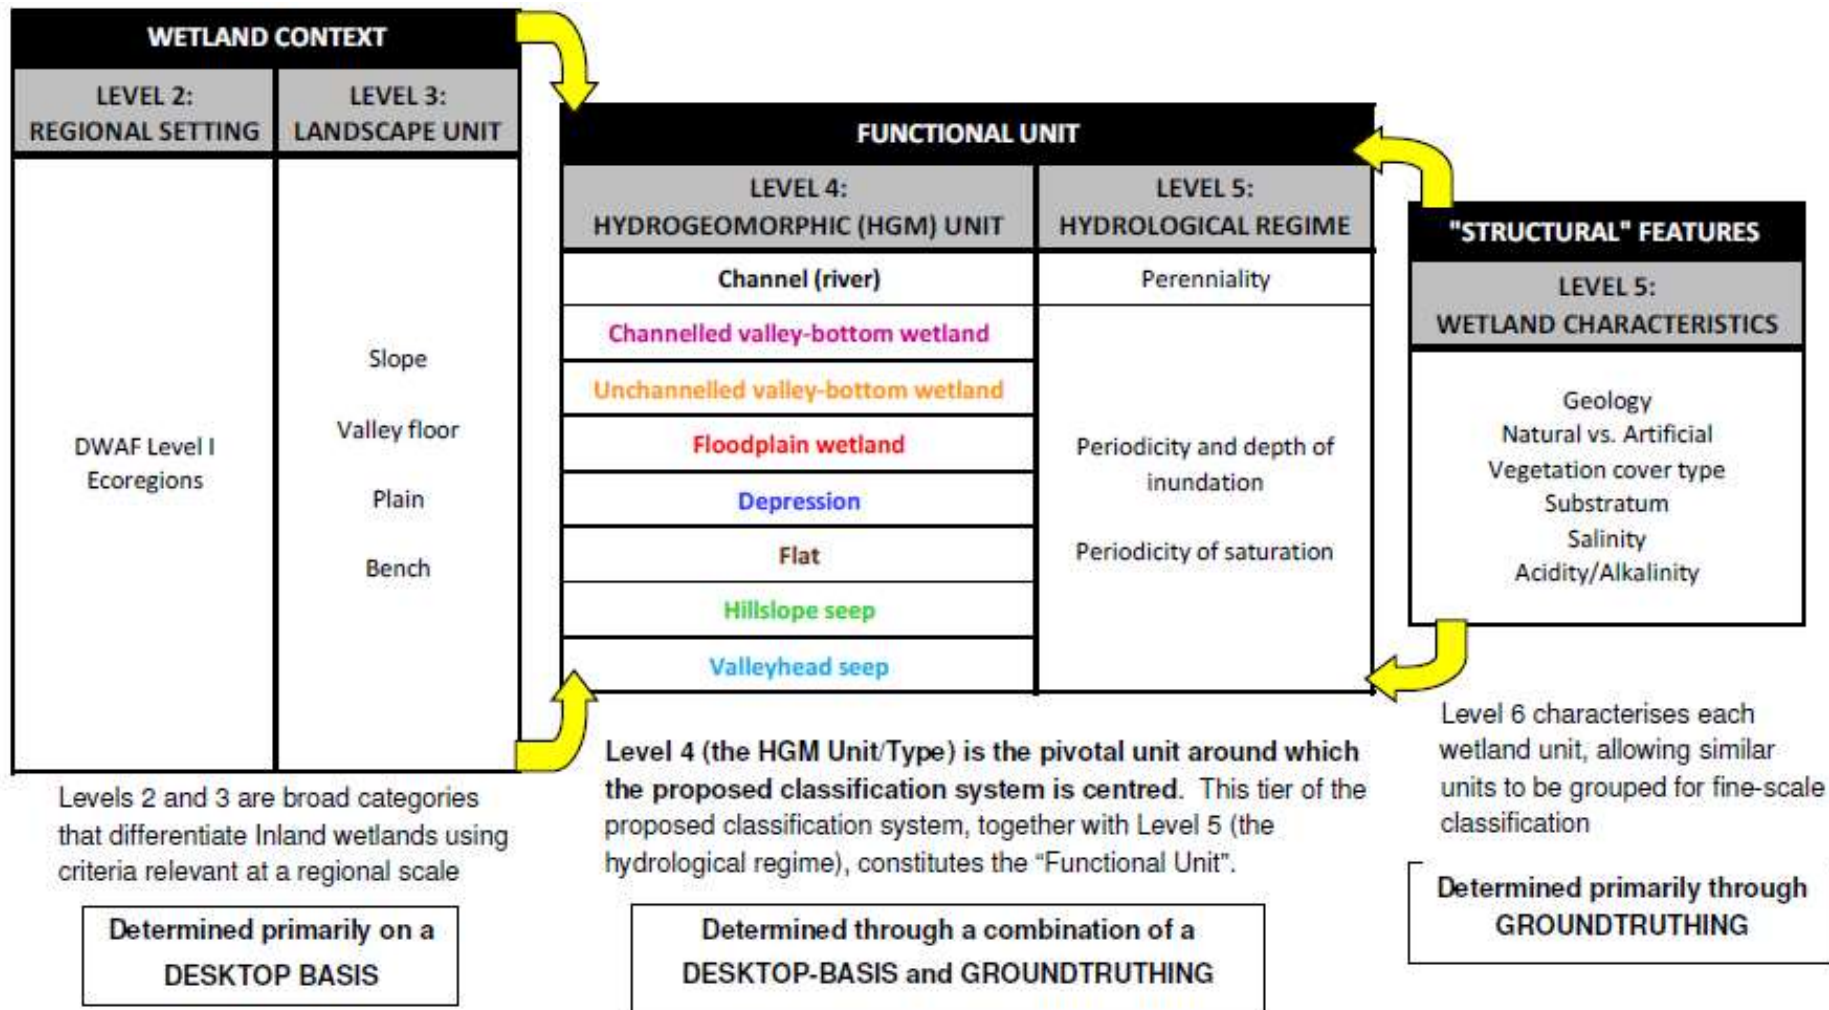 WETLAND CONTEXT
LEVEL 2:
REGIONAL SETTING
LEVEL 3:
LANDSCAPE UNIT
DWAF Level I
Ecoregions
Slope
Valley floor
Plain
Bench
Levels 2 and 3 are broad categories
that differentiate Inland wetlands using
criteria relevant at a regional scale
Determined primarily on a
DESKTOP BASIS
FUNCTIONAL UNIT
LEVEL 4:
HYDROGEOMORPHIC (HGM) UNIT
LEVEL 5:
HYDROLOGICAL REGIME
Channel (river)
Perenniality
Channelled valley-bottom wetland
Unchannelled valley-bottom wetland
Floodplain wetland
Depression
Flat
Hillslope seep
Valleyhead seep
Periodicity and depth of
inundation
Periodicity of saturation
Level 4 (the HGM Unit/Type) is the pivotal unit around which
the proposed classification system is centred. This tier of the
proposed classification system, together with Level 5 (the
hydrological regime), constitutes the “Functional Unit”.
Determined through a combination of a
DESKTOP-BASIS and GROUNDTRUTHING
"STRUCTURAL" FEATURES
LEVEL 5:
WETLAND CHARACTERISTICS
Geology
Natural vs. Artificial
Vegetation cover type
Substratum
Salinity
Acidity/Alkalinity
Level 6 characterises each
wetland unit, allowing similar
units to be grouped for fine-scale
classification
Determined primarily through
GROUNDTRUTHING